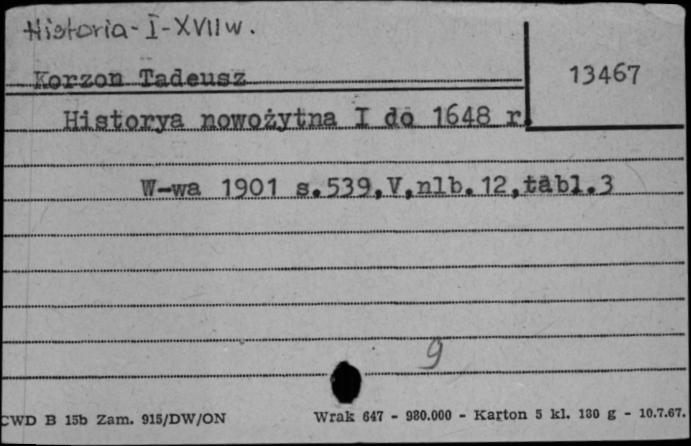 Historia - I - XVII w.
Korzon Tadeusz
13467
Historya nowożytna I do 1648 r.
W-wa 1901 s.539,V,nlb.12,tabl.3
9
CWD B 15b Zam. 915/DW/ON
Wrak 647 - 980.000 - Karton 5 kl. 180 g - 10.7.67.